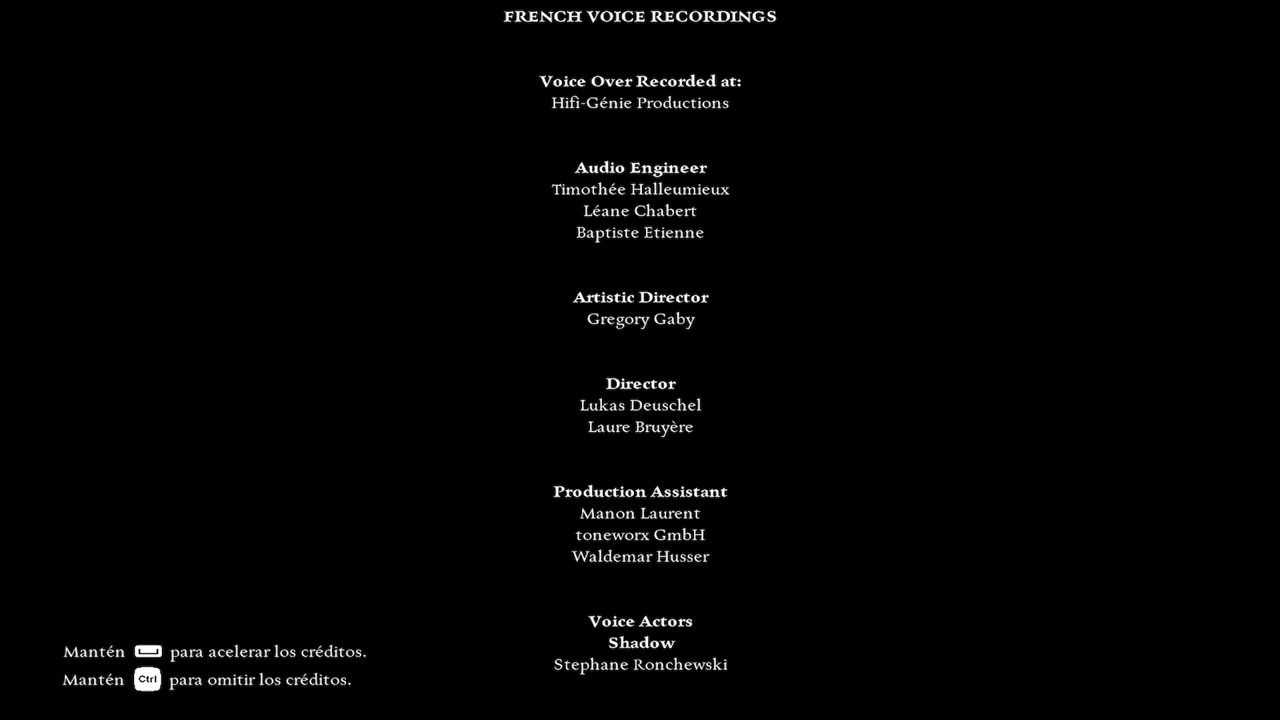 FRENCH VOICE RECORDINGS
Voice Over Recorded at:
Hifi-Génie Productions
Audio Engineer
Timothée Halleumieux
Léane Chabert
Baptiste Etienne
Artistic Director
Gregory Gaby
Director
Lukas Deuschel
Laure Bruyère
Production Assistant
Manon Laurent
toneworx GmbH
Waldemar Husser
Voice Actors
Shadow
Stephane Ronchewski
Mantén para acelerar los créditos.
Mantén Ctrl para omitir los créditos.